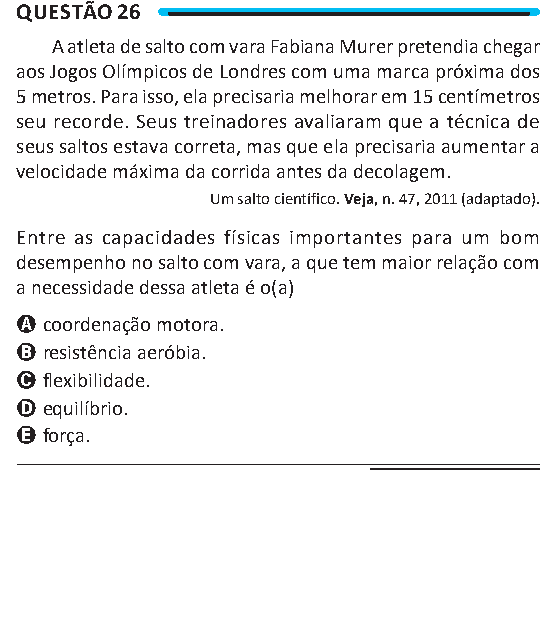 QUESTÃO 26
A atleta de salto com vara Fabiana Murer pretendia chegar
aos Jogos Olímpicos de Londres com uma marca próxima dos
5 metros. Para isso, ela precisaria melhorar em 15 centímetros
seu recorde. Seus treinadores avaliaram que a técnica de
seus saltos estava correta, mas que ela precisaria aumentar a
velocidade máxima da corrida antes da decolagem.
Um salto científico. Veja, n. 47, 2011 (adaptado).
Entre as capacidades físicas importantes para um bom
desempenho no salto com vara, a que tem maior relação com
a necessidade dessa atleta é o(a)
A coordenação motora.
B resistência aeróbia.
C flexibilidade.
D equilíbrio.
E força.